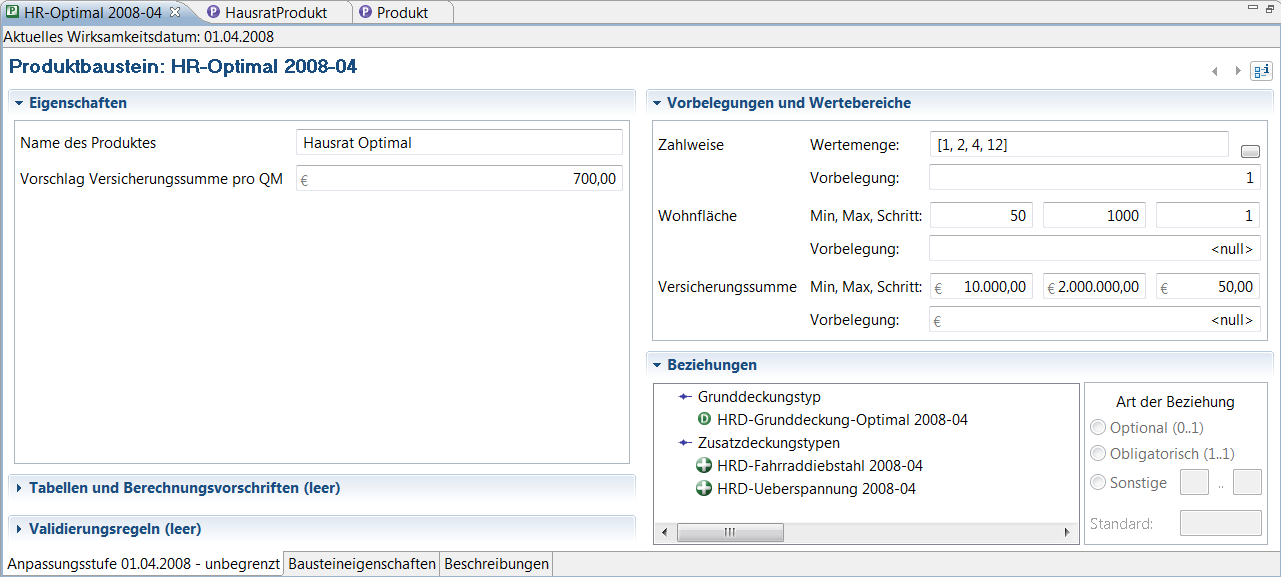 HR-Optimal 2008-04 HausratProdukt Produkt
Aktuelles Wirksamkeitsdatum: 01.04.2008
Produktbaustein: HR-Optimal 2008-04
Eigenschaften
Name des Produktes Hausrat Optimal
Vorschlag Versicherungssumme pro QM € 700,00
Tabellen und Berechnungsvorschriften (leer)
Validierungsregeln (leer)
Vorbelegungen und Wertebereiche
Zahlweise Wertemenge: [1, 2, 4, 12]
Vorbelegung: 1
Wohnfläche Min, Max, Schritt: 50 1000 1
Vorbelegung: <null>
Versicherungssumme Min, Max, Schritt: € 10.000,00 € 2.000.000,00 € 50,00
Vorbelegung: € <null>
Beziehungen
Grunddeckungstyp
HRD-Grunddeckung-Optimal 2008-04
Zusatzdeckungstypen
HRD-Fahrraddiebstahl 2008-04
HRD-Ueberspannung 2008-04
Art der Beziehung
Optional (0..1)
Obligatorisch (1..1)
Sonstige ..
Standard:
Anpassungsstufe 01.04.2008 - unbegrenzt Bausteineigenschaften Beschreibungen